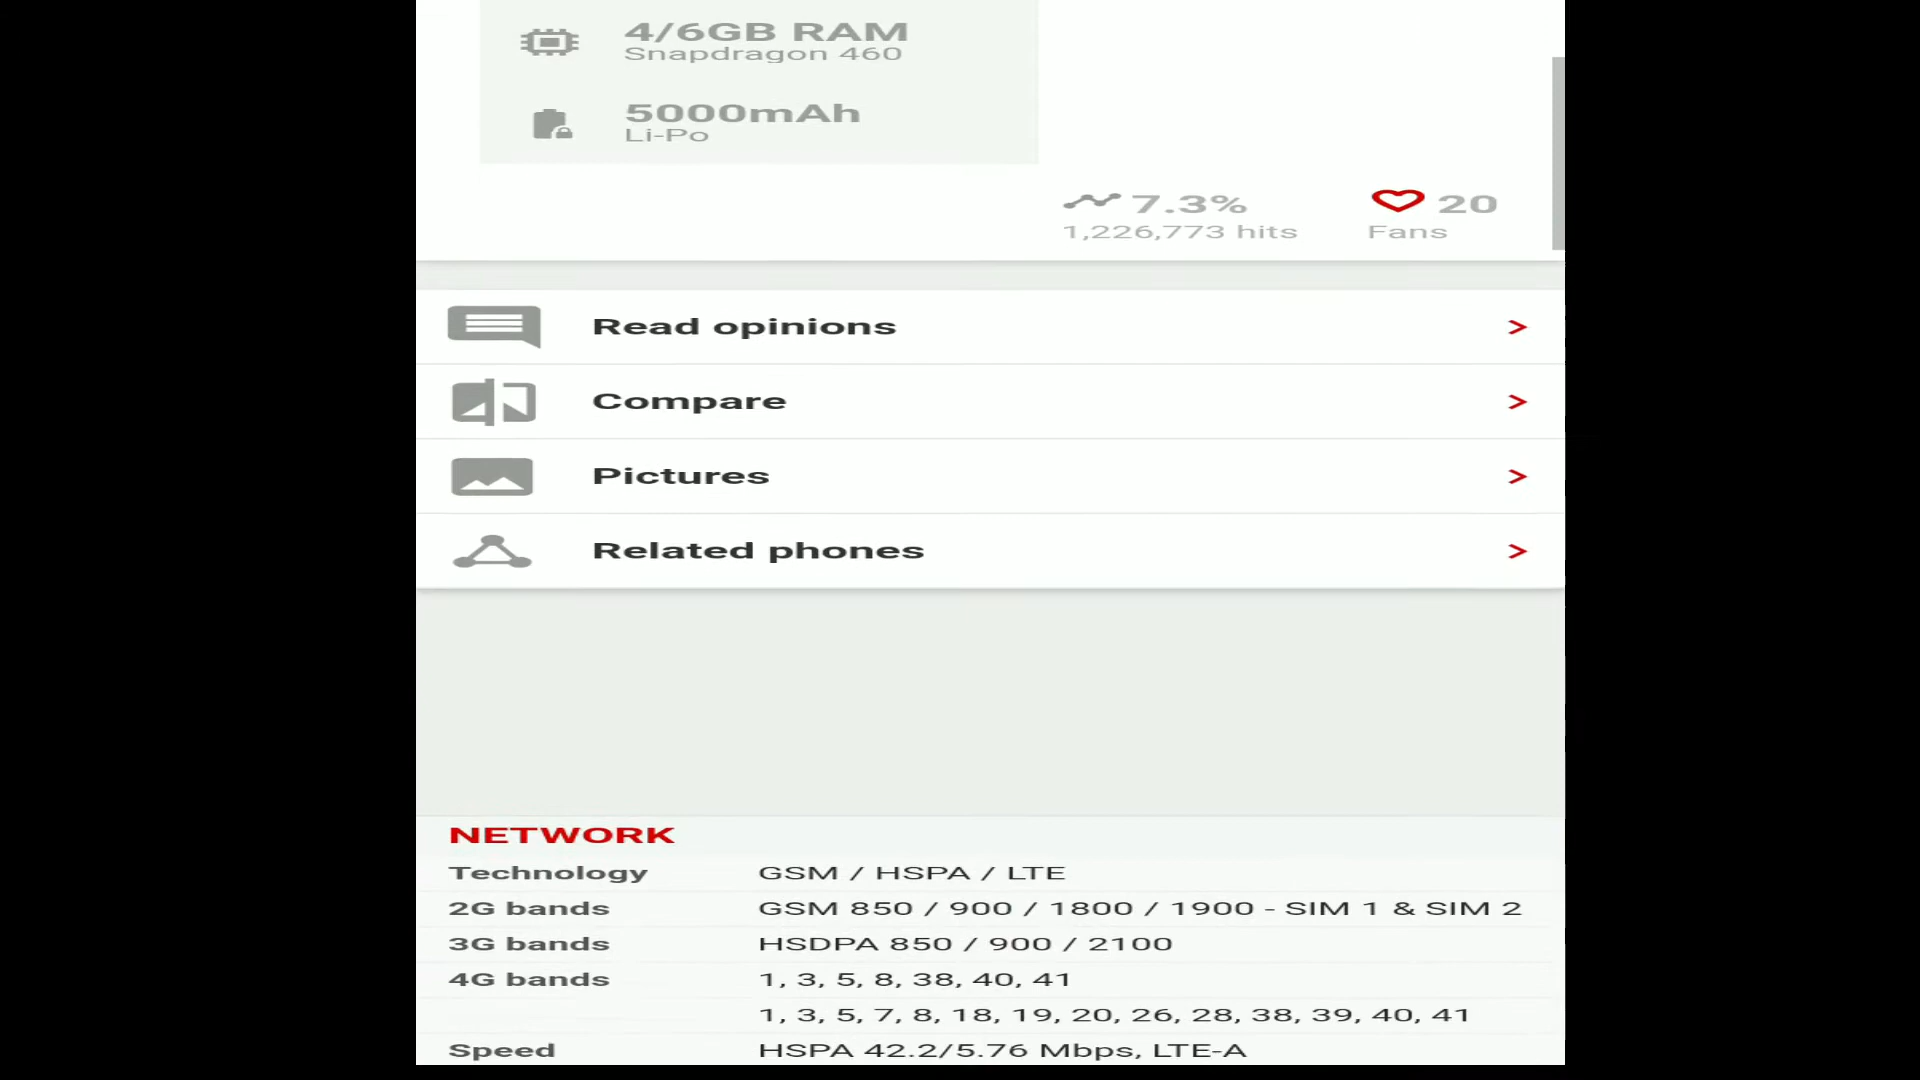 4/6GB RAM
Snapdragon 460
5000mAh
Li-Po
7.3%
1,226,773 hits
20
Fans
Read opinions
>
Compare
>
Pictures
>
Related phones
>
NETWORK
Technology GSM / HSPA / LTE
2G bands GSM 850 / 900 / 1800 / 1900 - SIM 1 & SIM 2
3G bands HSDPA 850 / 900 / 2100
4G bands 1, 3, 5, 8, 38, 40, 41
1, 3, 5, 7, 8, 18, 19, 20, 26, 28, 38, 39, 40, 41
Speed HSPA 42.2/5.76 Mbps, LTE-A